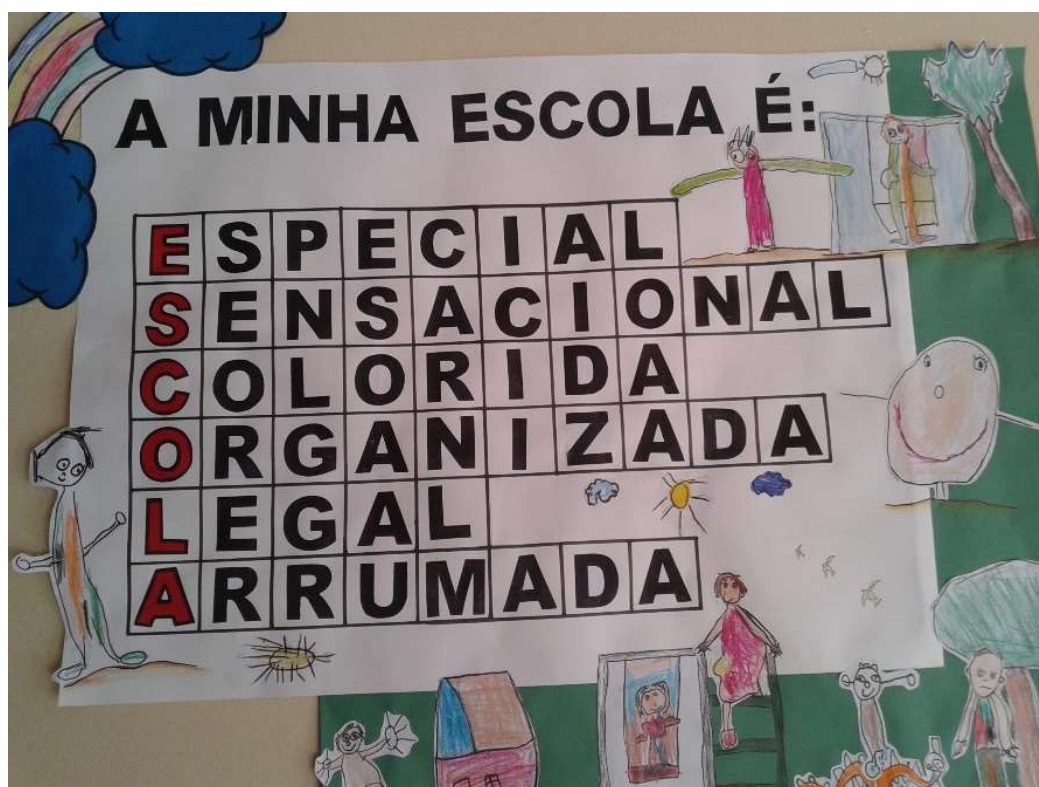 A MINHA ESCOLA É:
ESPECIAL
SENSACIONAL
COLORIDA
ORGANIZADA
LEGAL
ARRUMADA